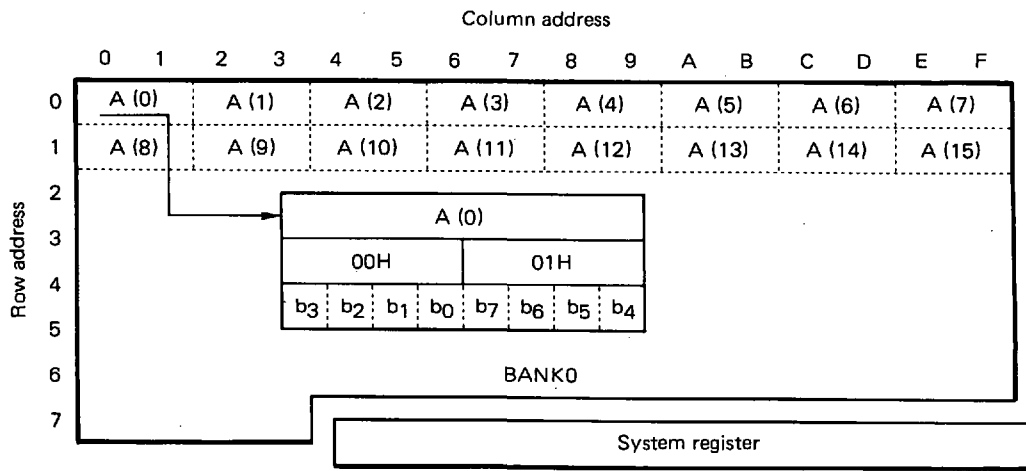 Column address
0 1 2 3 4 5 6 7 8 9 A B C D E F
Row address
0 A (0) A (1) A (2) A (3) A (4) A (5) A (6) A (7)
1 A (8) A (9) A (10) A (11) A (12) A (13) A (14) A (15)
2
A (0)
3
00H 01H
4
b3 b2 b1 b0 b7 b6 b5 b4
5
6 BANK0
7
System register